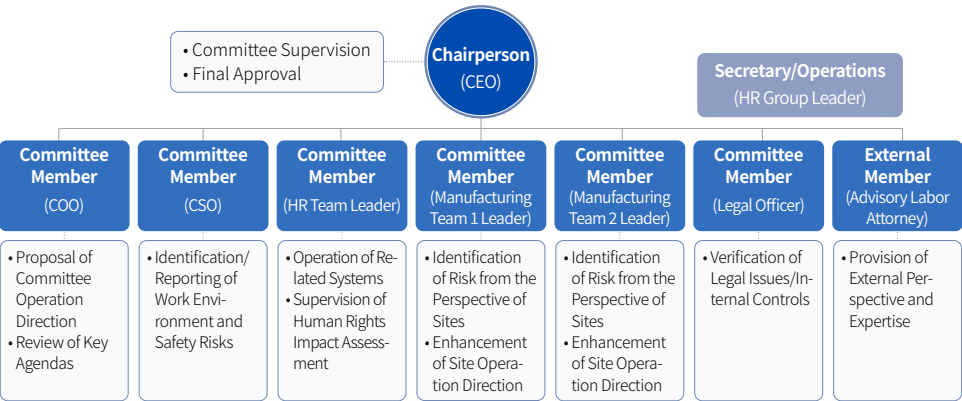 • Committee Supervision
• Final Approval
Chairperson
(CEO)
Secretary/Operations
(HR Group Leader)
Committee
Member
(COO)
Committee
Member
(CSO)
Committee
Member
(HR Team Leader)
Committee
Member
(Manufacturing
Team 1 Leader)
Committee
Member
(Manufacturing
Team 2 Leader)
Committee
Member
(Legal Officer)
External
Member
(Advisory Labor
Attorney)
• Proposal of
Committee
Operation
Direction
• Review of Key
Agendas
• Identification/
Reporting of
Work Envi-
ronment and
Safety Risks
• Operation of Re-
lated Systems
• Supervision of
Human Rights
Impact Assess-
ment
• Identification
of Risk from the
Perspective of
Sites
• Enhancement
of Site Opera-
tion Direction
• Identification
of Risk from the
Perspective of
Sites
• Enhancement
of Site Opera-
tion Direction
• Verification of
Legal Issues/In-
ternal Controls
• Provision of
External Per-
spective and
Expertise